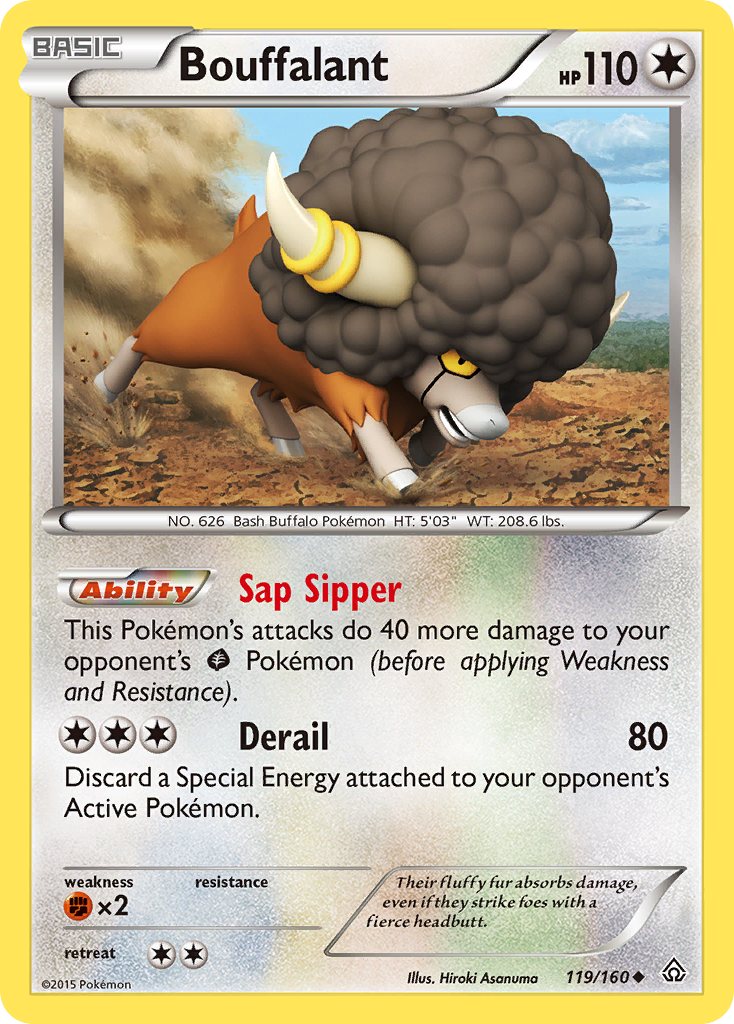 BASIC
Bouffalant
HP110
NO. 626 Bash Buffalo Pokémon HT: 5'03" WT: 208.6 lbs.
Ability Sap Sipper
This Pokémon's attacks do 40 more damage to your
opponent's Pokémon (before applying Weakness
and Resistance).
Derail 80
Discard a Special Energy attached to your opponent's
Active Pokémon.
weakness resistance
×2
Their fluffy fur absorbs damage,
even if they strike foes with a
fierce headbutt.
retreat
©2015 Pokémon
Illus. Hiroki Asanuma
119/160